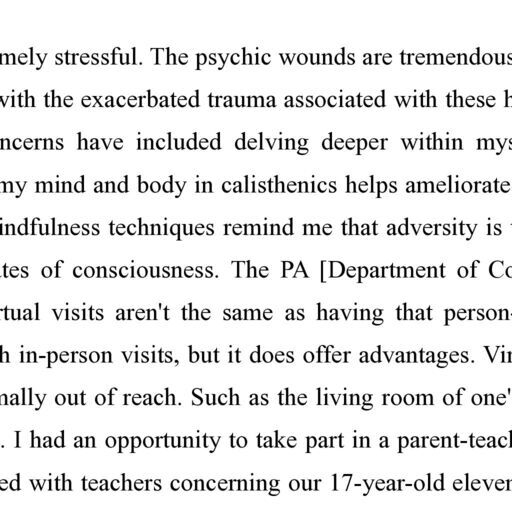 mely stressful. The psychic wounds are tremendous
with the exacerbated trauma associated with these h
ncerns have included delving deeper within mys
my mind and body in calisthenics helps ameliorate
indfulness techniques remind me that adversity is
ates of consciousness. The PA [Department of Co
rtual visits aren't the same as having that person-
h in-person visits, but it does offer advantages. Vir
mally out of reach. Such as the living room of one'
. I had an opportunity to take part in a parent-teach
ed with teachers concerning our 17-year-old eleven